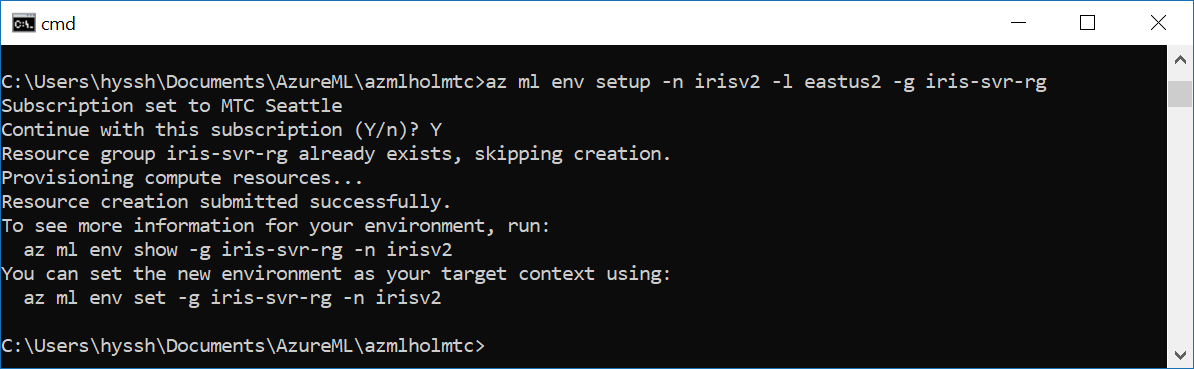 cmd
C:\Users\hyssh\Documents\AzureML\azmlholmtc>az ml env setup -n irisv2 -l eastus2 -g iris-svr-rg
Subscription set to MTC Seattle
Continue with this subscription (Y/n)? Y
Resource group iris-svr-rg already exists, skipping creation.
Provisioning compute resources...
Resource creation submitted successfully.
To see more information for your environment, run:
  az ml env show -g iris-svr-rg -n irisv2
You can set the new environment as your target context using:
  az ml env set -g iris-svr-rg -n irisv2
C:\Users\hyssh\Documents\AzureML\azmlholmtc>